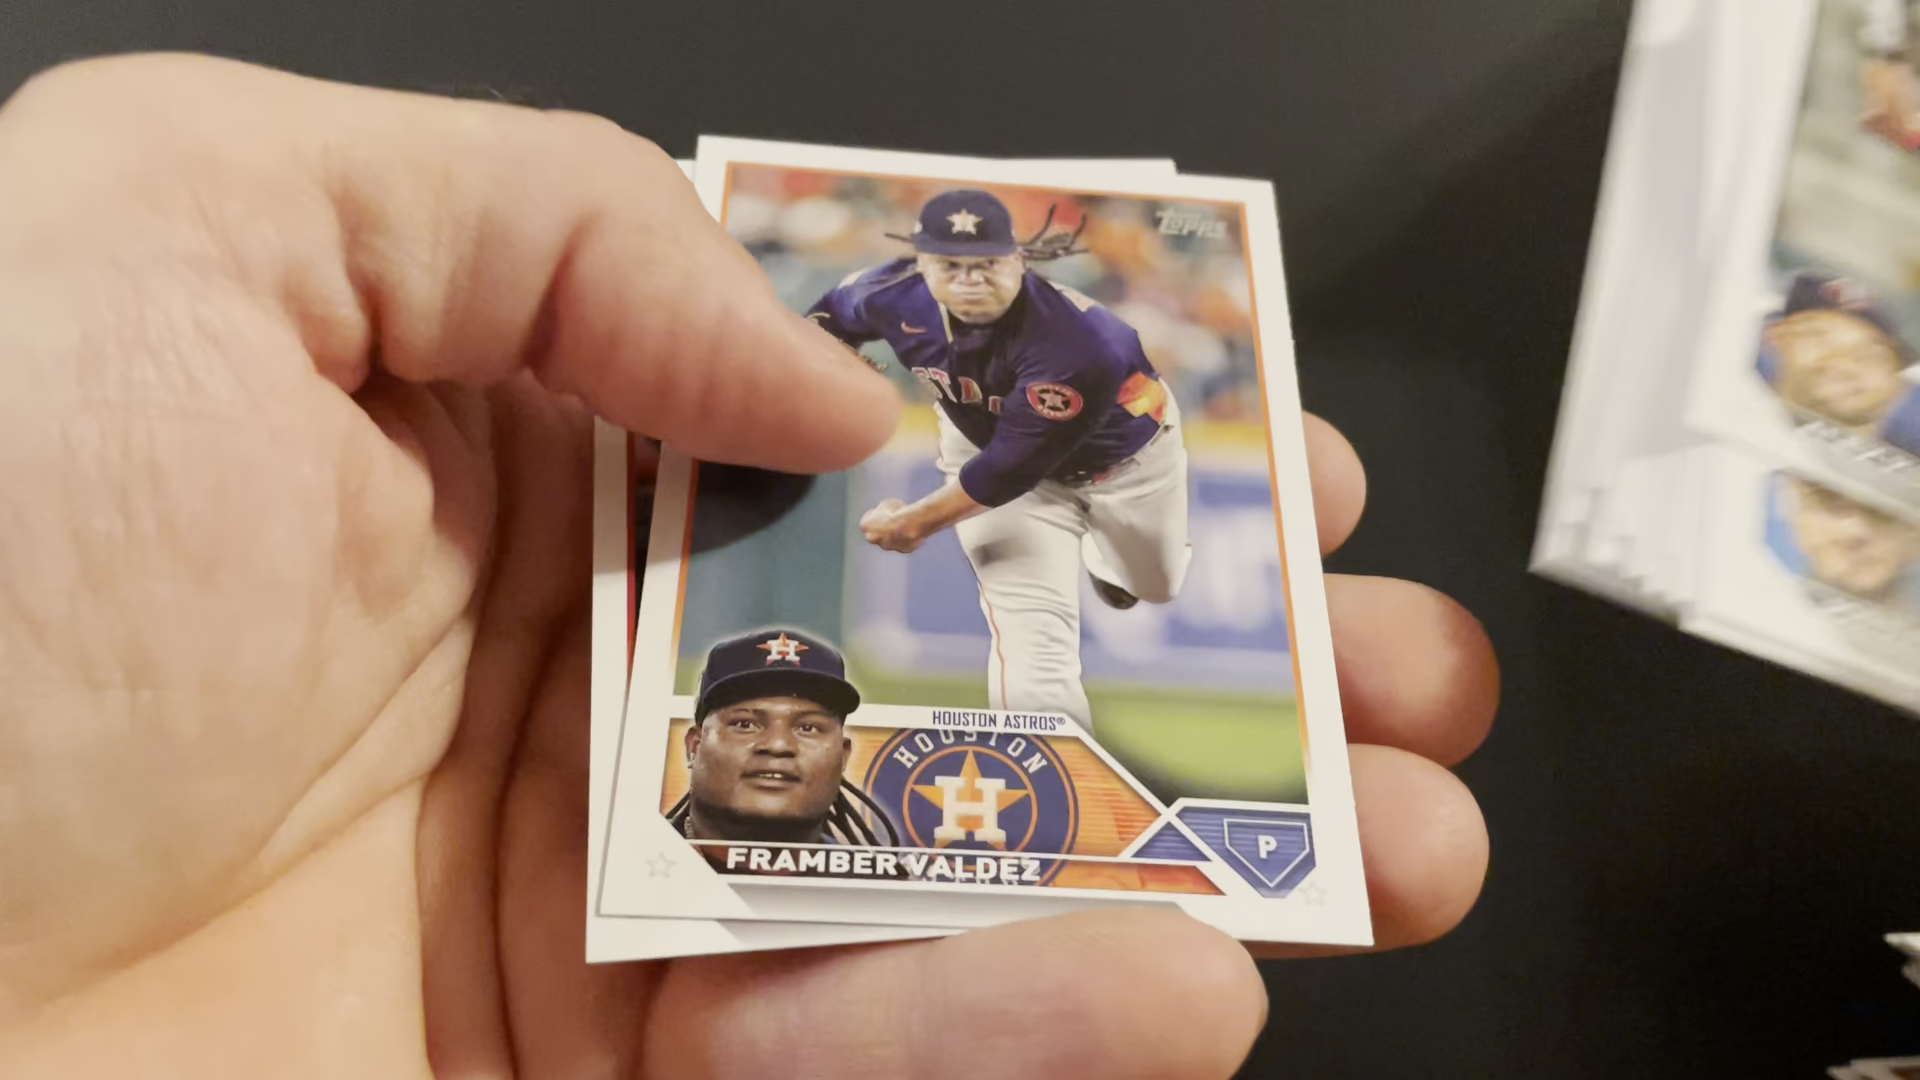 TOPPS
HOUSTON ASTROS®
HOUSTON
H
H
P
FRAMBER VALDEZ